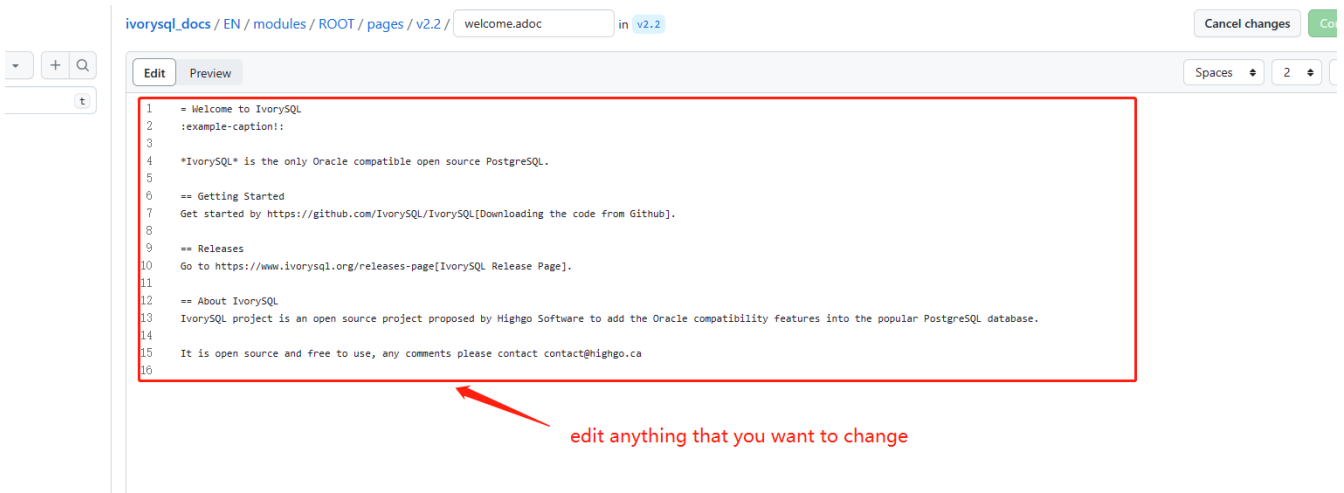 ivorysql_docs / EN / modules / ROOT / pages / v2.2 / welcome.adoc in v2.2
Cancel changes
t
Edit Preview
Spaces 2
1 = Welcome to IvorySQL
2 :example-caption!:
3
4 *IvorySQL* is the only Oracle compatible open source PostgreSQL.
5
6 == Getting Started
7 Get started by https://github.com/IvorySQL/IvorySQL[Downloading the code from Github].
8
9 == Releases
10 Go to https://www.ivorysql.org/releases-page[IvorySQL Release Page].
11
12 == About IvorySQL
13 IvorySQL project is an open source project proposed by Highgo Software to add the Oracle compatibility features into the popular PostgreSQL database.
14
15 It is open source and free to use, any comments please contact contact@highgo.ca
16
edit anything that you want to change